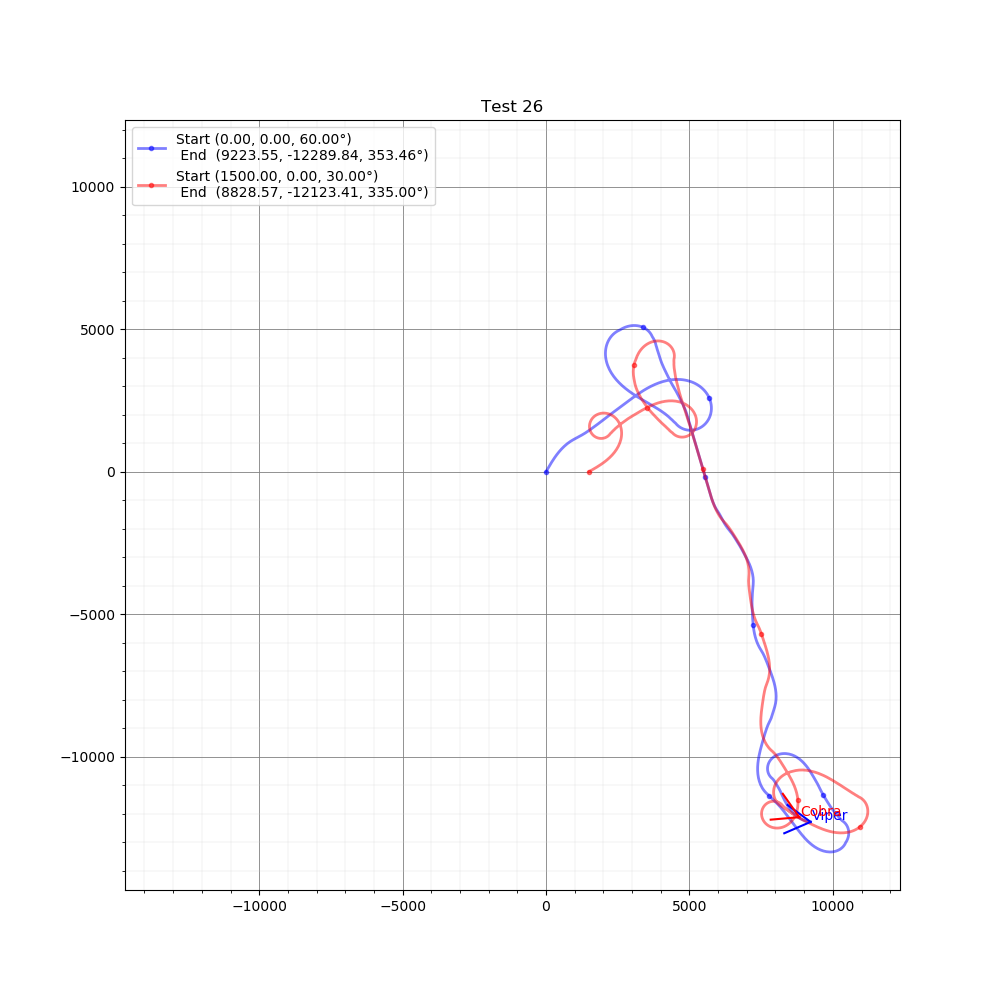 Test 26
Start (0.00, 0.00, 60.00°)
End (9223.55, -12289.84, 353.46°)
Start (1500.00, 0.00, 30.00°)
End (8828.57, -12123.41, 335.00°)
10000
5000
0
−5000
−10000
Cobra
Viper
−10000 −5000 0 5000 10000